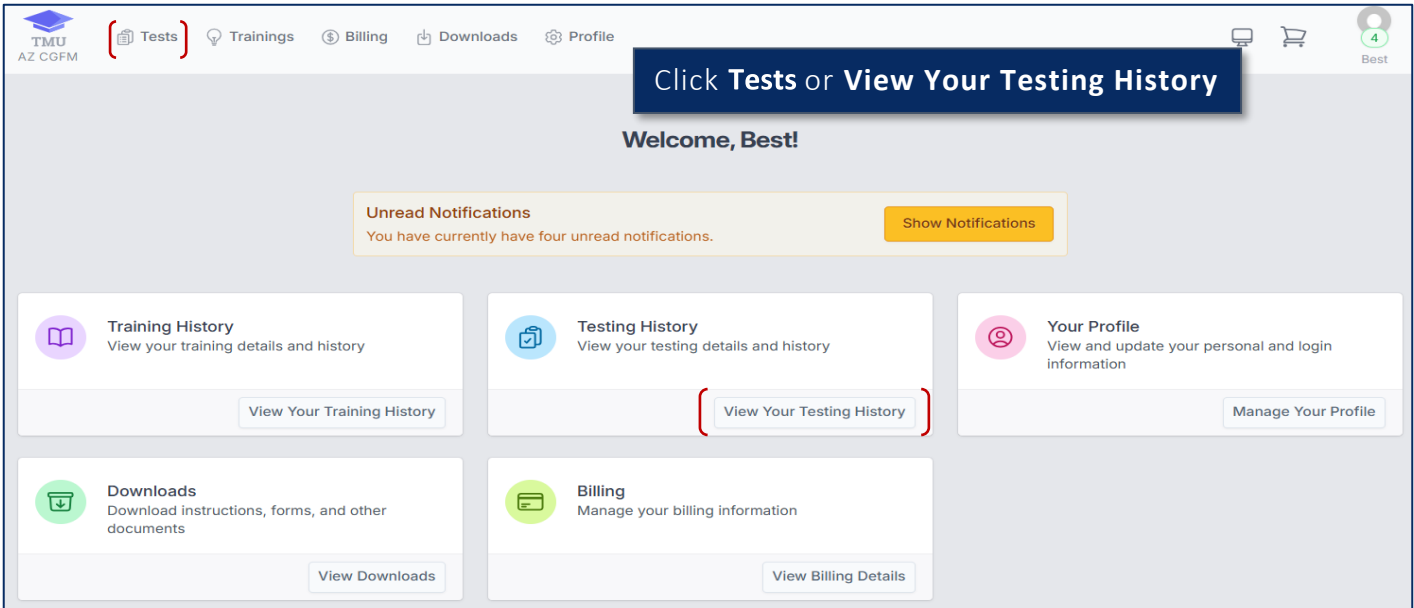 TMU
AZ CGFM
Tests
Trainings
Billing
Downloads
Profile
4
Best
Click Tests or View Your Testing History
Welcome, Best!
Unread Notifications
You have currently have four unread notifications.
Show Notifications
Training History
View your training details and history
View Your Training History
Testing History
View your testing details and history
View Your Testing History
Your Profile
View and update your personal and login
information
Manage Your Profile
Downloads
Download instructions, forms, and other
documents
View Downloads
Billing
Manage your billing information
View Billing Details